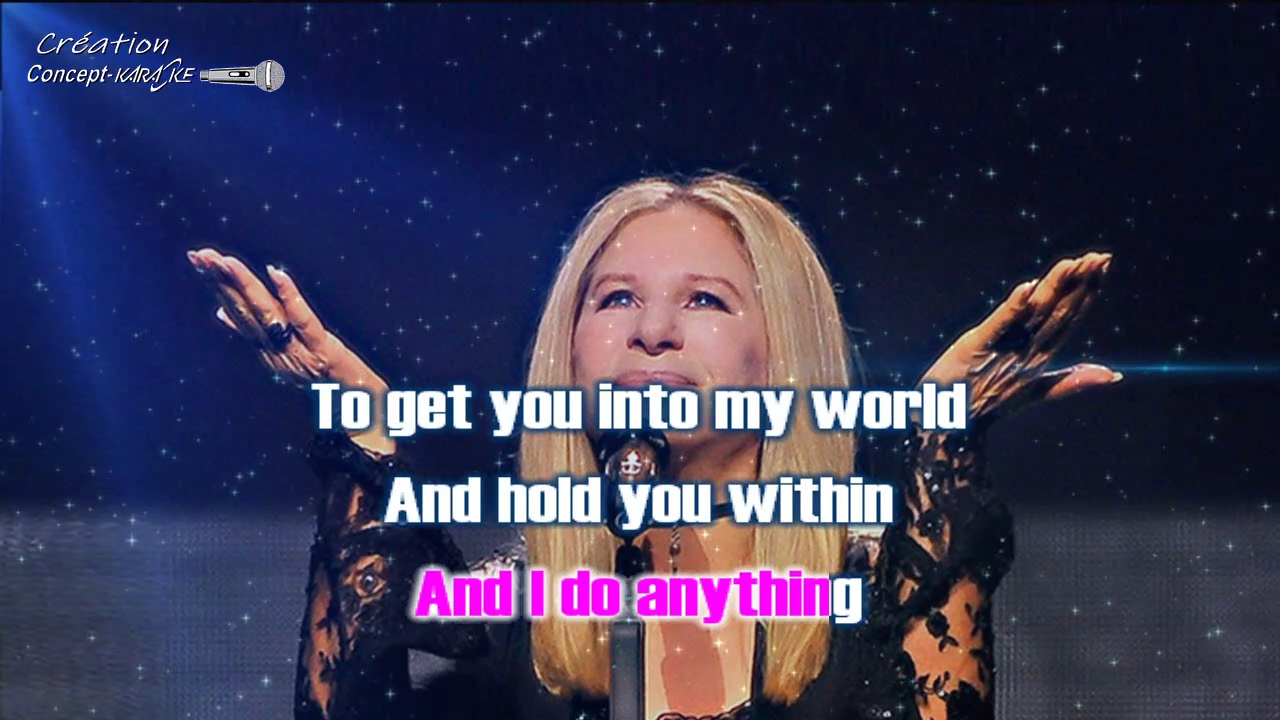 Création
Concept-KARAOKE
To get you into my world
And hold you within
And I do anything